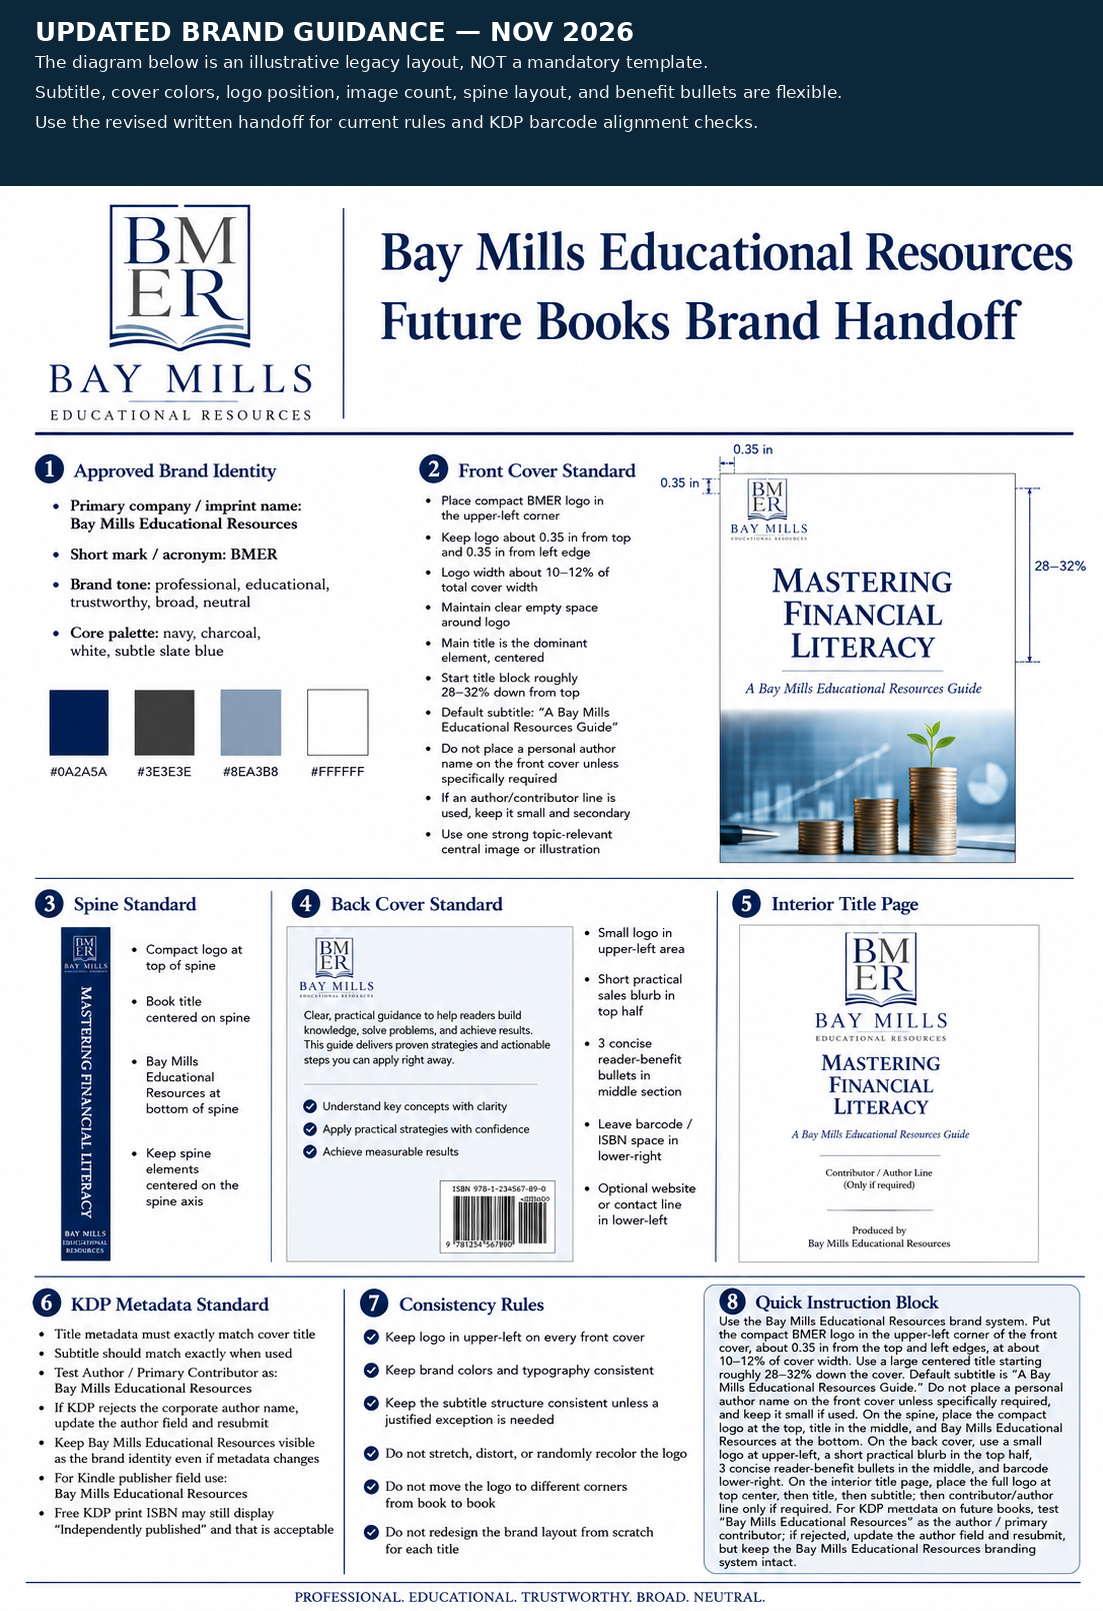 UPDATED BRAND GUIDANCE — NOV 2026
The diagram below is an illustrative legacy layout, NOT a mandatory template.
Subtitle, cover colors, logo position, image count, spine layout, and benefit bullets are flexible.
Use the revised written handoff for current rules and KDP barcode alignment checks.
BM
ER
BAY MILLS
EDUCATIONAL RESOURCES
Bay Mills Educational Resources
Future Books Brand Handoff
1 Approved Brand Identity
• Primary company / imprint name:
Bay Mills Educational Resources
• Short mark / acronym: BMER
• Brand tone: professional, educational,
trustworthy, broad, neutral
• Core palette: navy, charcoal,
white, subtle slate blue
#0A2A5A #3E3E3E #8EA3B8 #FFFFFF
2 Front Cover Standard
• Place compact BMER logo in
the upper-left corner
• Keep logo about 0.35 in from top
and 0.35 in from left edge
• Logo width about 10–12% of
total cover width
• Maintain clear empty space
around logo
• Main title is the dominant
element, centered
• Start title block roughly
28–32% down from top
• Default subtitle: “A Bay Mills
Educational Resources Guide”
• Do not place a personal author
name on the front cover unless
specifically required
• If an author/contributor line is
used, keep it small and secondary
• Use one strong topic-relevant
central image or illustration
0.35 in
0.35 in
28–32%
BM
ER
BAY MILLS
EDUCATIONAL RESOURCES
MASTERING
FINANCIAL
LITERACY
A Bay Mills Educational Resources Guide
3 Spine Standard
BM
ER
BAY MILLS
EDUCATIONAL RESOURCES
MASTERING FINANCIAL LITERACY
BAY MILLS
EDUCATIONAL
RESOURCES
• Compact logo at
top of spine
• Book title
centered on spine
• Bay Mills
Educational
Resources at
bottom of spine
• Keep spine
elements
centered on the
spine axis
4 Back Cover Standard
BM
ER
BAY MILLS
EDUCATIONAL RESOURCES
Clear, practical guidance to help readers build
knowledge, solve problems, and achieve results.
This guide delivers proven strategies and actionable
steps you can apply right away.
Understand key concepts with clarity
Apply practical strategies with confidence
Achieve measurable results
ISBN 978-1-234567-89-0
• Small logo in
upper-left area
• Short practical
sales blurb in
top half
• 3 concise
reader-benefit
bullets in
middle section
• Leave barcode /
ISBN space in
lower-right
• Optional website
or contact line
in lower-left
5 Interior Title Page
BM
ER
BAY MILLS
EDUCATIONAL RESOURCES
MASTERING
FINANCIAL
LITERACY
A Bay Mills Educational Resources Guide
Contributor / Author Line
(Only if required)
Produced by
Bay Mills Educational Resources
6 KDP Metadata Standard
• Title metadata must exactly match cover title
• Subtitle should match exactly when used
• Test Author / Primary Contributor as:
Bay Mills Educational Resources
• If KDP rejects the corporate author name,
update the author field and resubmit
• Keep Bay Mills Educational Resources visible
as the brand identity even if metadata changes
• For Kindle publisher field use:
Bay Mills Educational Resources
• Free KDP print ISBN may still display
“Independently published” and that is acceptable
7 Consistency Rules
Keep logo in upper-left on every front cover
Keep brand colors and typography consistent
Keep the subtitle structure consistent unless a
justified exception is needed
Do not stretch, distort, or randomly recolor the logo
Do not move the logo to different corners
from book to book
Do not redesign the brand layout from scratch
for each title
8 Quick Instruction Block
Use the Bay Mills Educational Resources brand system. Put
the compact BMER logo in the upper-left corner of the front
cover, about 0.35 in from the top and left edges, at about
10–12% of cover width. Use a large centered title starting
roughly 28–32% down the cover. Default subtitle is “A Bay
Mills Educational Resources Guide.” Do not place a personal
author name on the front cover unless specifically required,
and keep it small if used. On the spine, place the compact
logo at the top, title in the middle, and Bay Mills Educational
Resources at the bottom. On the back cover, use a small
logo at upper-left, a short practical blurb in the top half,
3 concise reader-benefit bullets in the middle, and barcode
lower-right. On the interior title page, place the full logo at
top center, then title, then subtitle; then contributor/author
line only if required. For KDP metdata on future books, test
“Bay Mills Educational Resources” as the author / primary
contributor; if rejected, update the author field and resubmit,
but keep the Bay Mills Educational Resources branding
system intact.
PROFESSIONAL. EDUCATIONAL. TRUSTWORTHY. BROAD. NEUTRAL.